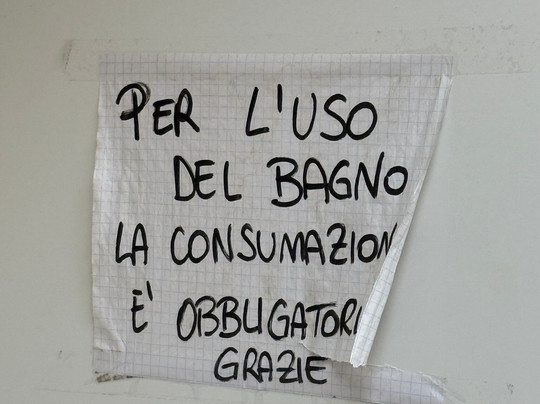 PER L'USO
DEL BAGNO
LA CONSUMAZION
E' OBBLIGATORI
GRAZIE